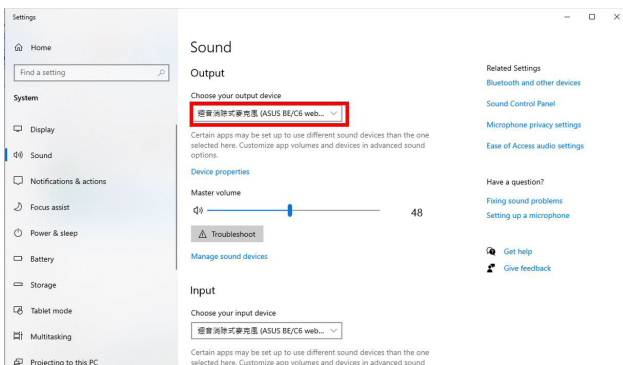 Settings
Home
Find a setting
System
Display
Sound
Notifications & actions
Focus assist
Power & sleep
Battery
Storage
Tablet mode
Multitasking
Projecting to this PC
Sound
Output
Choose your output device
迴音消除式麥克風 (ASUS BE/C6 web...
Certain apps may be set up to use different sound devices than the one
selected here. Customize app volumes and devices in advanced sound
options.
Device properties
Master volume
48
Troubleshoot
Manage sound devices
Input
Choose your input device
迴音消除式麥克風 (ASUS BE/C6 web...
Certain apps may be set up to use different sound devices than the one
selected here. Customize app volumes and devices in advanced sound
Related Settings
Bluetooth and other devices
Sound Control Panel
Microphone privacy settings
Ease of Access audio settings
Have a question?
Fixing sound problems
Setting up a microphone
Get help
Give feedback